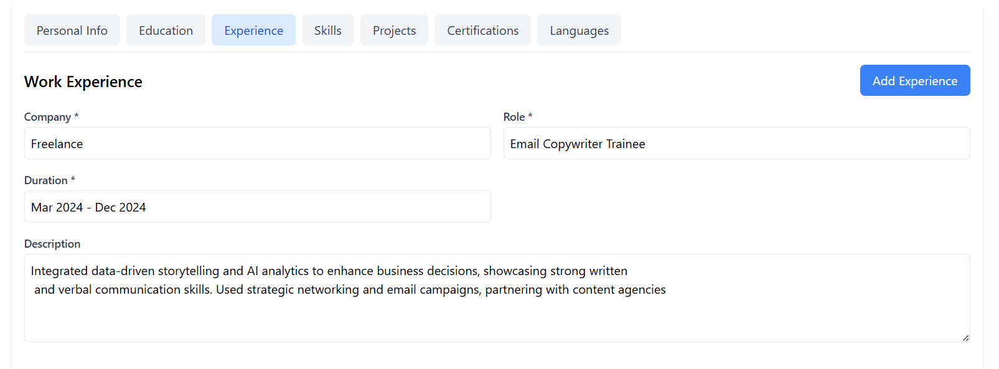 Personal Info Education Experience Skills Projects Certifications Languages
Work Experience
Add Experience
Company *
Role *
Freelance
Email Copywriter Trainee
Duration *
Mar 2024 - Dec 2024
Description
Integrated data-driven storytelling and AI analytics to enhance business decisions, showcasing strong written
and verbal communication skills. Used strategic networking and email campaigns, partnering with content agencies